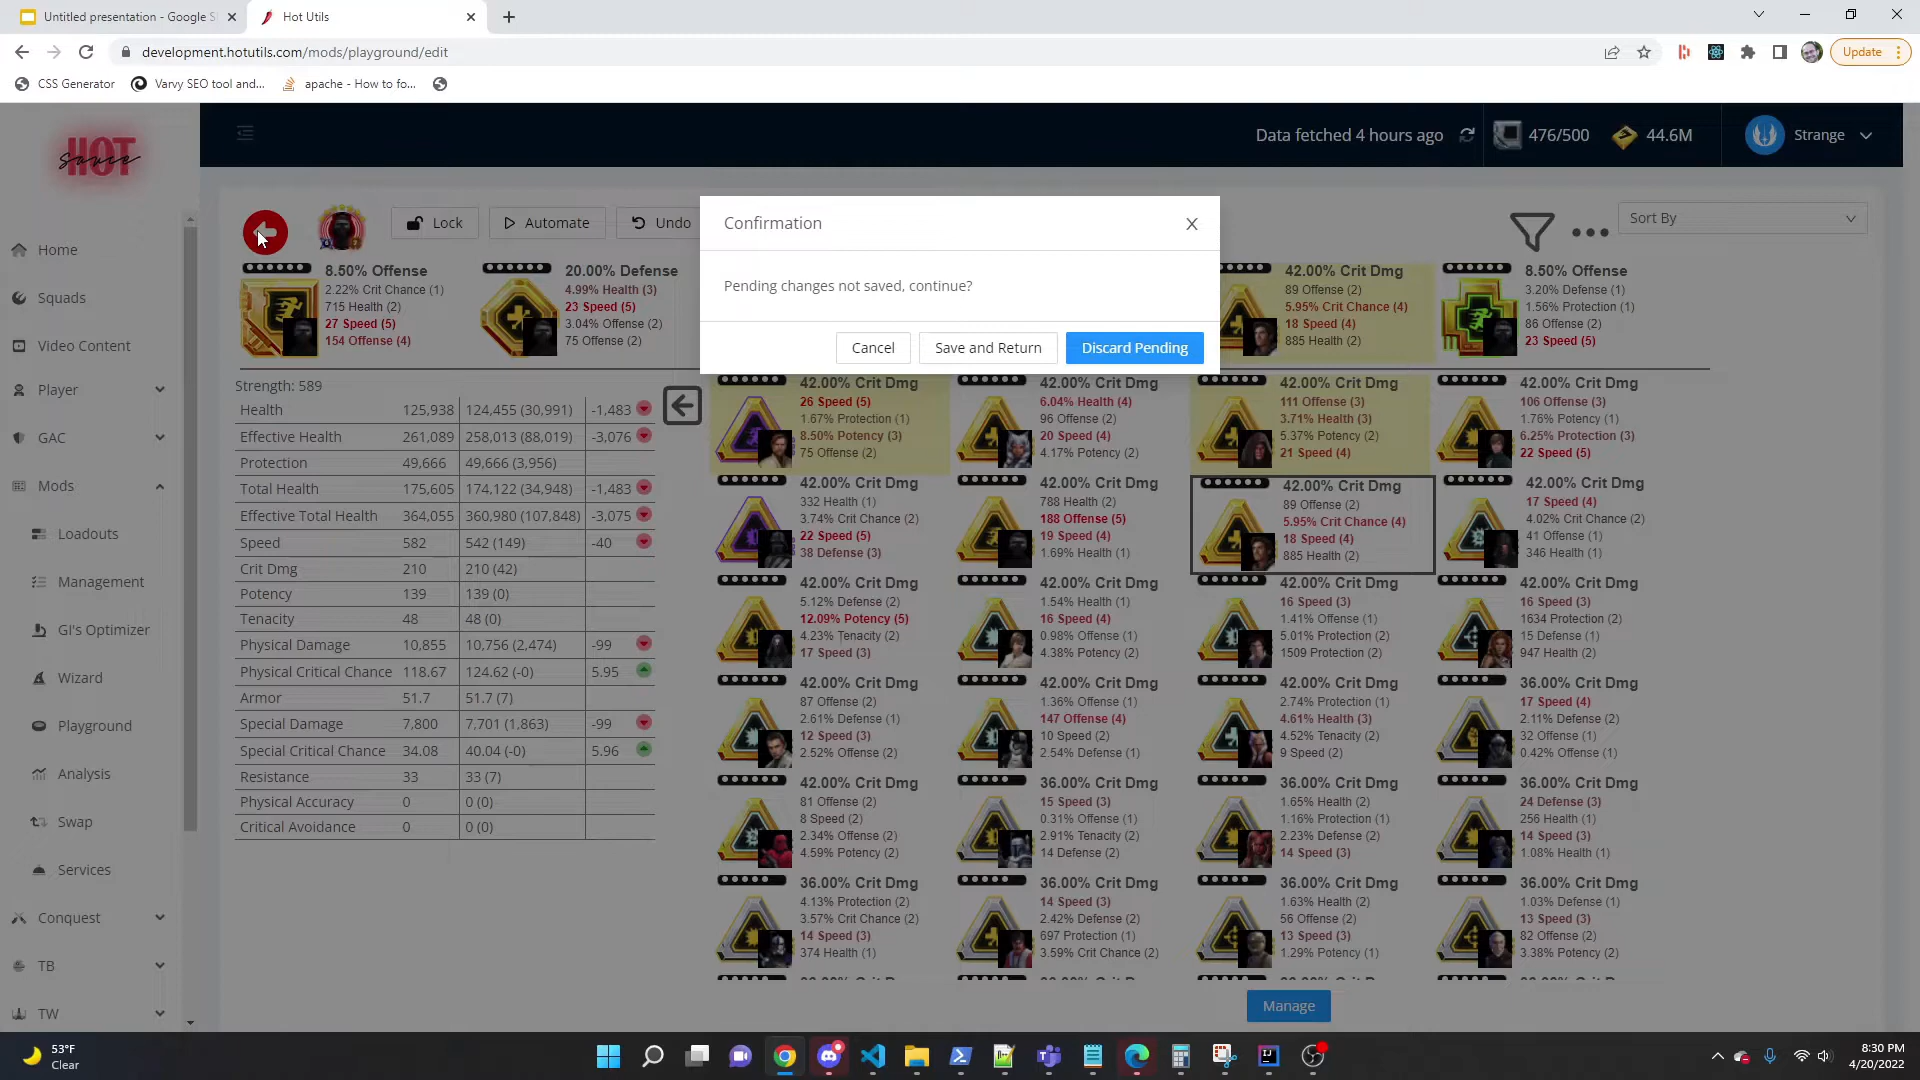 Untitled presentation - Google S
Hot Utils
development.hotutils.com/mods/playground/edit
Update
CSS Generator
Varvy SEO tool and...
apache - How to fo...
HOT
sauce
Data fetched 4 hours ago
476/500
44.6M
Strange
Home
Squads
Video Content
Player
GAC
Mods
Loadouts
Management
GI's Optimizer
Wizard
Playground
Analysis
Swap
Services
Conquest
TB
TW
Lock
Automate
Undo
Sort By
Confirmation
Pending changes not saved, continue?
Cancel
Save and Return
Discard Pending
8.50% Offense
2.22% Crit Chance (1)
715 Health (2)
27 Speed (5)
154 Offense (4)
20.00% Defense
4.99% Health (3)
23 Speed (5)
3.04% Offense (2)
75 Offense (2)
42.00% Crit Dmg
89 Offense (2)
5.95% Crit Chance (4)
18 Speed (4)
885 Health (2)
8.50% Offense
3.20% Defense (1)
1.56% Protection (1)
86 Offense (2)
23 Speed (5)
Strength: 589
Health 125,938 124,455 (30,991) -1,483
Effective Health 261,089 258,013 (88,019) -3,076
Protection 49,666 49,666 (3,956)
Total Health 175,605 174,122 (34,948) -1,483
Effective Total Health 364,055 360,980 (107,848) -3,075
Speed 582 542 (149) -40
Crit Dmg 210 210 (42)
Potency 139 139 (0)
Tenacity 48 48 (0)
Physical Damage 10,855 10,756 (2,474) -99
Physical Critical Chance 118.67 124.62 (-0) 5.95
Armor 51.7 51.7 (7)
Special Damage 7,800 7,701 (1,863) -99
Special Critical Chance 34.08 40.04 (-0) 5.96
Resistance 33 33 (7)
Physical Accuracy 0 0 (0)
Critical Avoidance 0 0 (0)
42.00% Crit Dmg
26 Speed (5)
1.67% Protection (1)
8.50% Potency (3)
75 Offense (2)
42.00% Crit Dmg
6.04% Health (4)
96 Offense (2)
20 Speed (4)
4.17% Potency (2)
42.00% Crit Dmg
111 Offense (3)
3.71% Health (3)
5.37% Potency (2)
21 Speed (4)
42.00% Crit Dmg
106 Offense (3)
1.76% Potency (1)
6.25% Protection (3)
22 Speed (5)
42.00% Crit Dmg
332 Health (1)
3.74% Crit Chance (2)
22 Speed (5)
38 Defense (3)
42.00% Crit Dmg
788 Health (2)
188 Offense (5)
19 Speed (4)
1.69% Health (1)
42.00% Crit Dmg
89 Offense (2)
5.95% Crit Chance (4)
18 Speed (4)
885 Health (2)
42.00% Crit Dmg
17 Speed (4)
4.02% Crit Chance (2)
41 Offense (1)
346 Health (1)
42.00% Crit Dmg
5.12% Defense (2)
12.09% Potency (5)
4.23% Tenacity (2)
17 Speed (3)
42.00% Crit Dmg
1.54% Health (1)
16 Speed (4)
0.98% Offense (1)
4.38% Potency (2)
42.00% Crit Dmg
16 Speed (3)
1.41% Offense (1)
5.01% Protection (2)
1509 Protection (2)
42.00% Crit Dmg
16 Speed (3)
1634 Protection (2)
15 Defense (1)
947 Health (2)
42.00% Crit Dmg
87 Offense (2)
2.61% Defense (1)
12 Speed (3)
2.52% Offense (2)
42.00% Crit Dmg
1.36% Offense (1)
147 Offense (4)
10 Speed (2)
2.54% Defense (1)
42.00% Crit Dmg
2.74% Protection (1)
4.61% Health (3)
4.52% Tenacity (2)
9 Speed (2)
36.00% Crit Dmg
17 Speed (4)
2.11% Defense (2)
32 Offense (1)
0.42% Offense (1)
42.00% Crit Dmg
81 Offense (2)
8 Speed (2)
2.34% Offense (2)
4.59% Potency (2)
36.00% Crit Dmg
15 Speed (3)
0.31% Offense (1)
2.91% Tenacity (2)
14 Defense (2)
36.00% Crit Dmg
1.65% Health (2)
1.16% Protection (1)
2.23% Defense (2)
14 Speed (3)
36.00% Crit Dmg
24 Defense (3)
256 Health (1)
14 Speed (3)
1.08% Health (1)
36.00% Crit Dmg
4.13% Protection (2)
3.57% Crit Chance (2)
14 Speed (3)
374 Health (1)
36.00% Crit Dmg
14 Speed (3)
2.42% Defense (2)
697 Protection (1)
3.59% Crit Chance (2)
36.00% Crit Dmg
1.63% Health (2)
56 Offense (2)
13 Speed (3)
1.29% Potency (1)
36.00% Crit Dmg
1.03% Defense (1)
13 Speed (3)
82 Offense (2)
3.38% Potency (2)
Manage
53°F
Clear
8:30 PM
4/20/2022